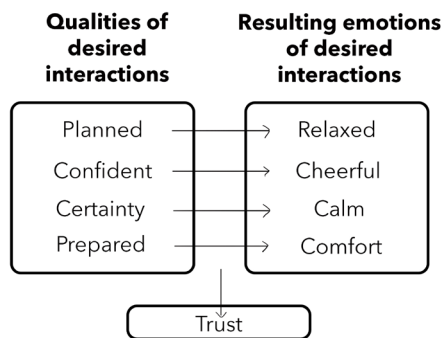 Qualities of
desired
interactions
Resulting emotions
of desired
interactions
Planned
Relaxed
Confident
Cheerful
Certainty
Calm
Prepared
Comfort
Trust